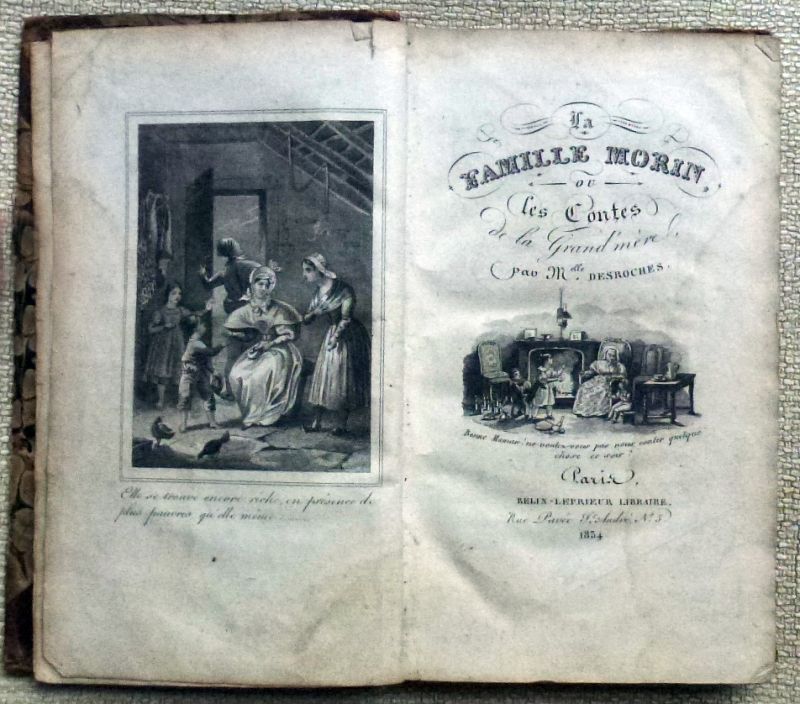 Elle se trouve encore riche, en présence de
plus pauvres qu'elle même
La
FAMILLE MORIN,
OU
les Contes
de la Grand'mère,
Par Melle DESROCHES.
Bonne Maman! ne voulez-vous pas nous conter quelque
chose ce soir?
Paris,
BELIN-LEPRIEUR LIBRAIRE,
Rue Pavée St. André, No. 5
1834